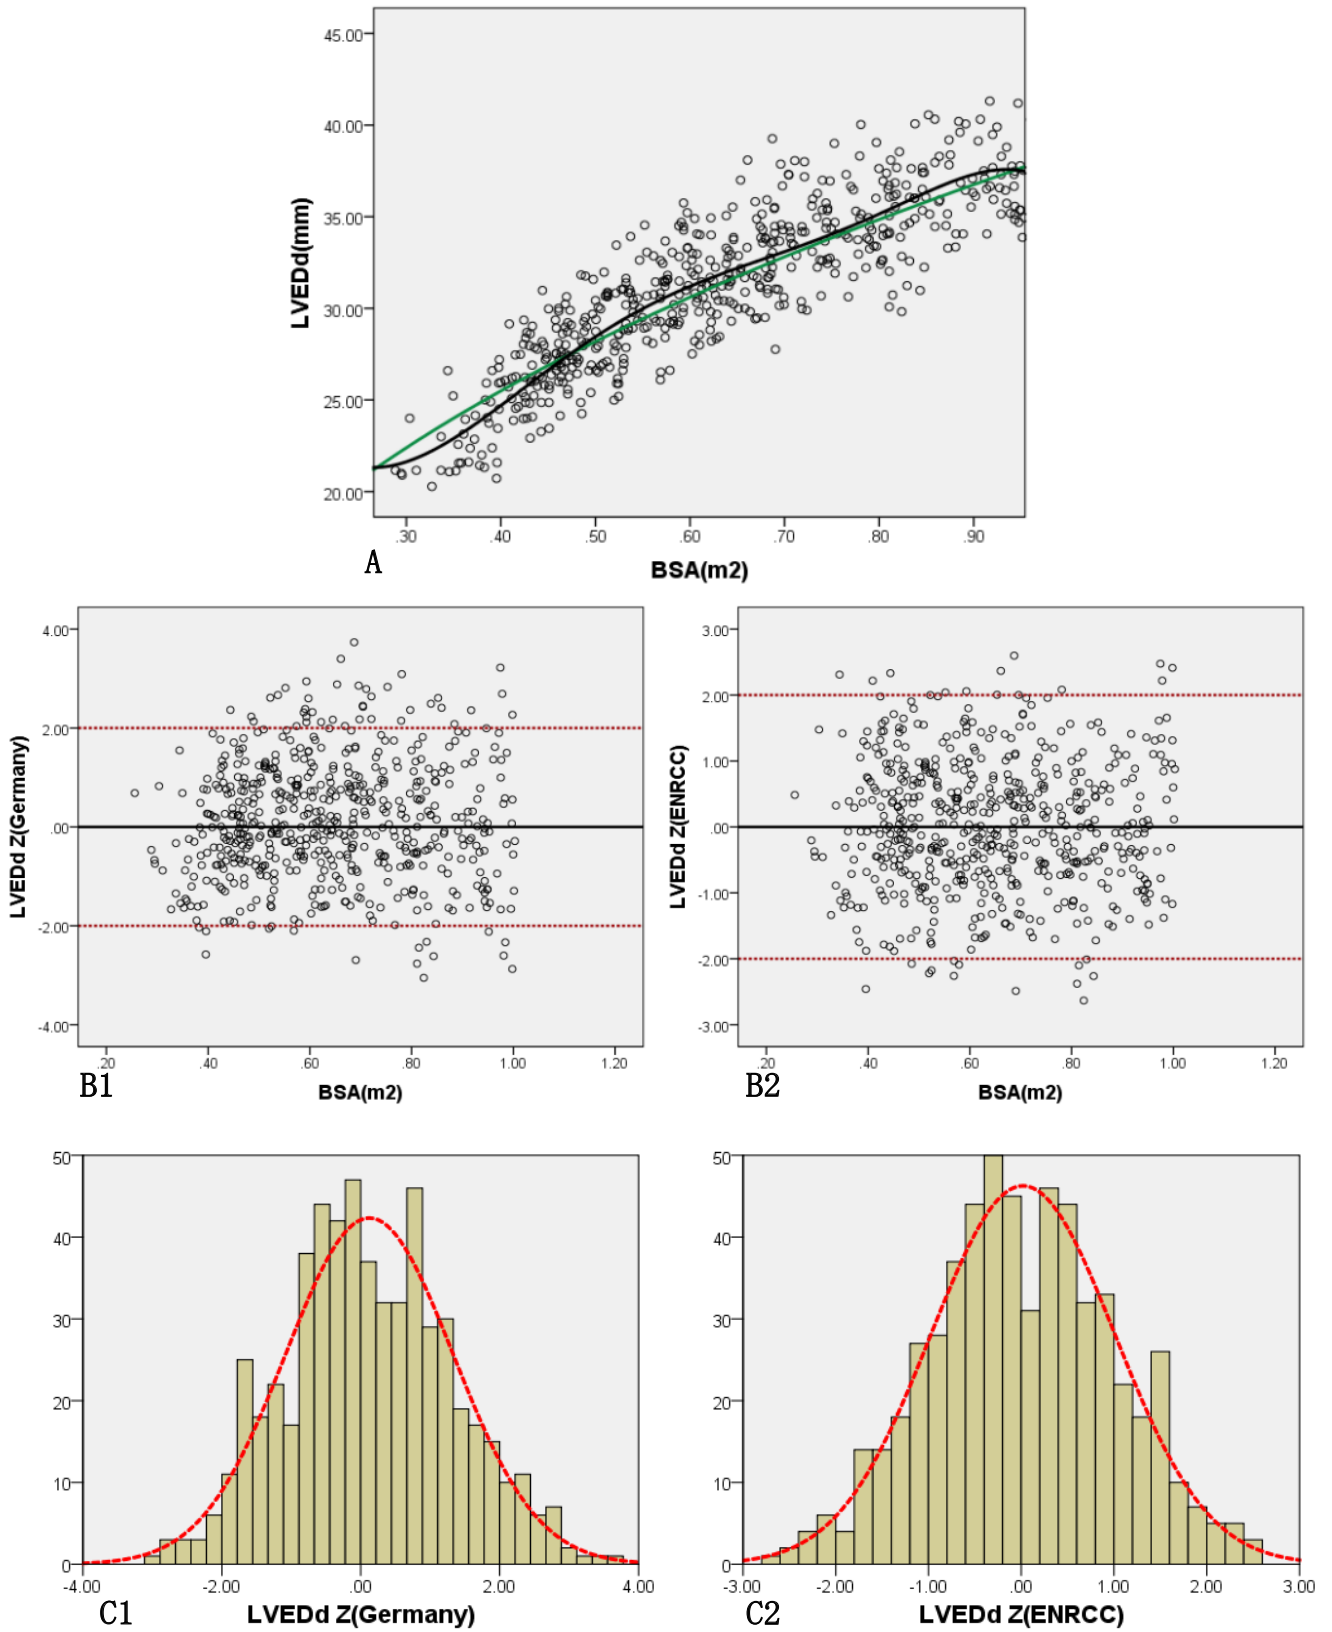 45.00
40.00
35.00
30.00
25.00
20.00
LVEDd(mm)
.30 .40 .50 .60 .70 .80 .90
A
BSA(m2)
4.00
2.00
.00
-2.00
-4.00
LVEDd Z(Germany)
.20 .40 .60 .80 1.00 1.20
B1
BSA(m2)
3.00
2.00
1.00
.00
-1.00
-2.00
-3.00
LVEDd Z(ENRCC)
.20 .40 .60 .80 1.00 1.20
B2
BSA(m2)
50
40
30
20
10
0
-4.00 -2.00 .00 2.00 4.00
C1
LVEDd Z(Germany)
50
40
30
20
10
0
-3.00 -2.00 -1.00 .00 1.00 2.00 3.00
C2
LVEDd Z(ENRCC)